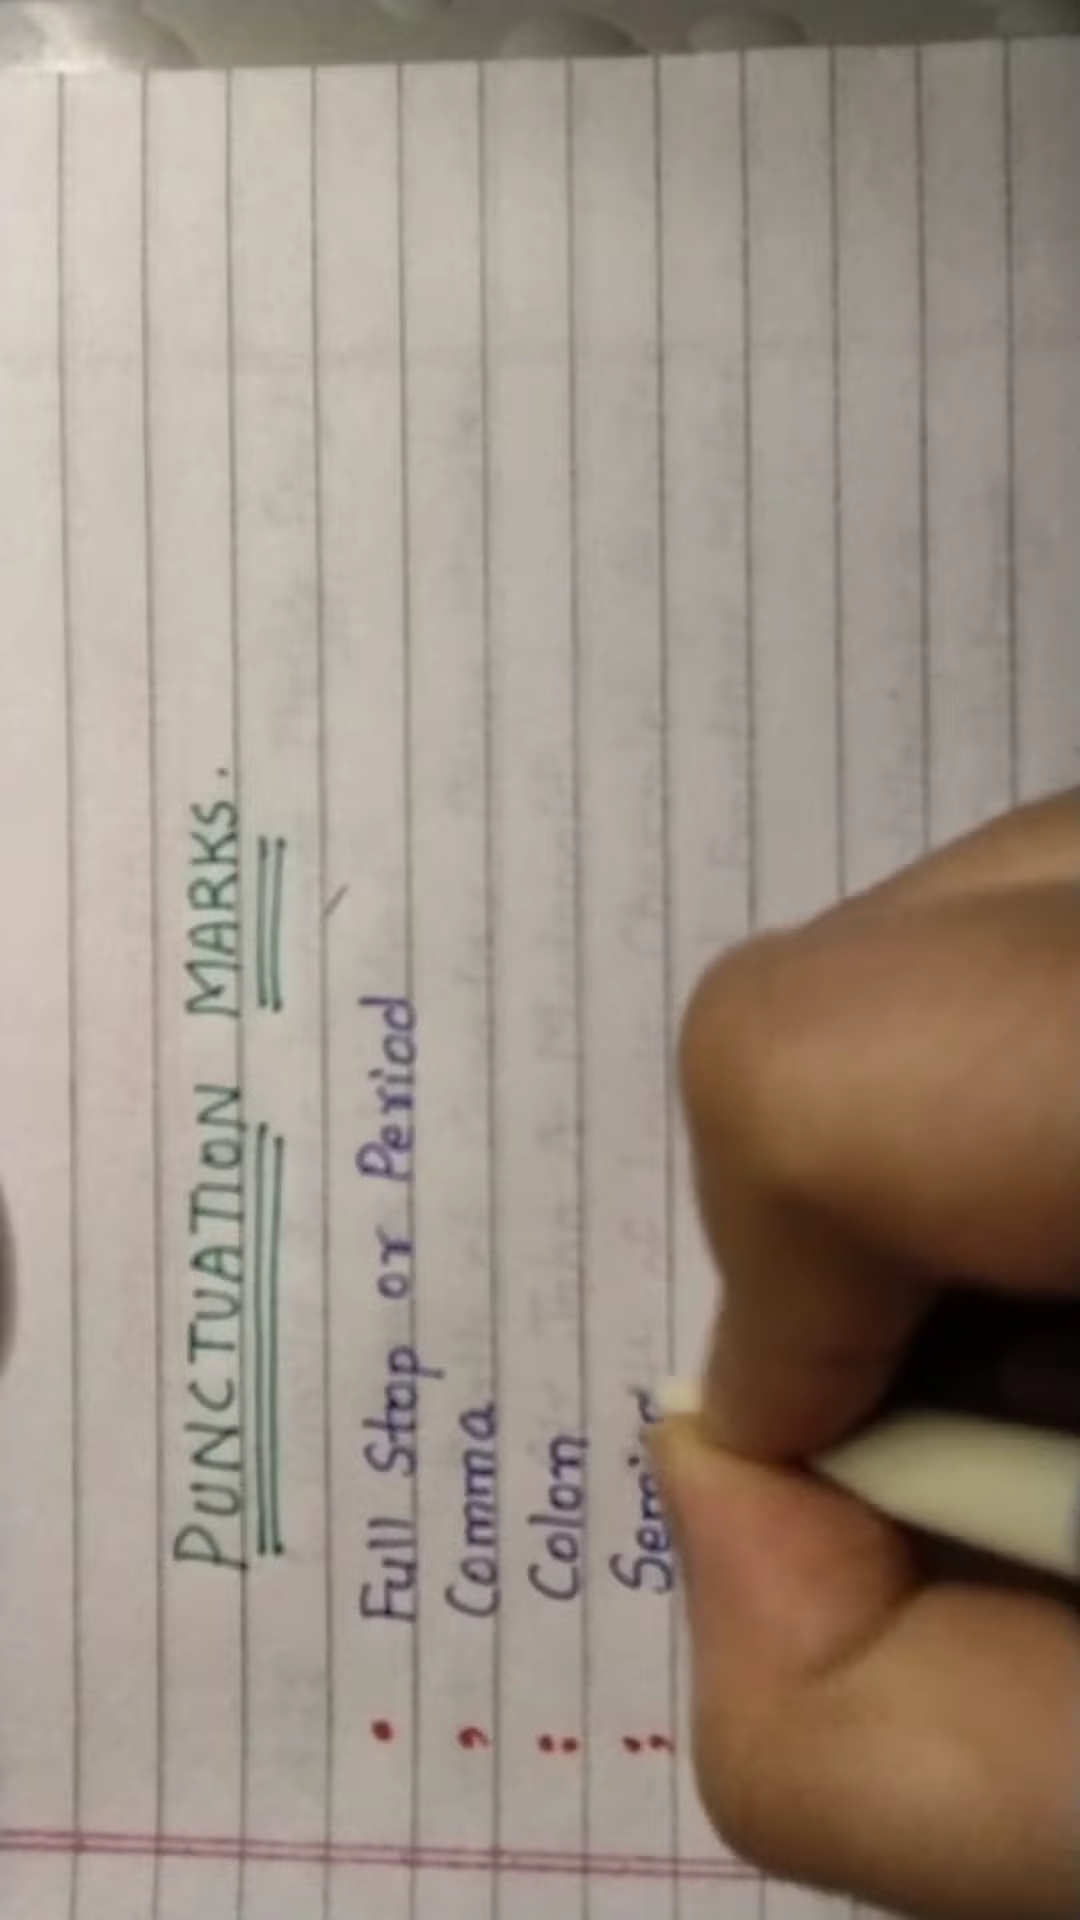 PUNCTUATION MARKS.
. Full Stop or Period
, Comma
: Colon
;